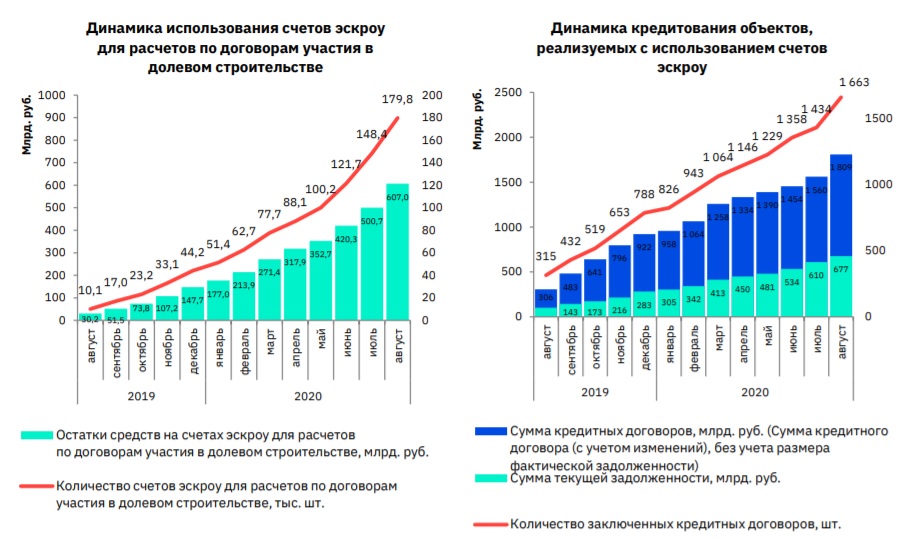 Динамика использования счетов эскроу
для расчетов по договорам участия в
долевом строительстве
Млрд. руб.
1000
900
800
700
600
500
400
300
200
100
0
200
180
160
140
120
100
80
60
40
20
0
10,1 17,0 23,2 33,1 44,2 51,4 62,7 77,7 88,1 100,2 121,7 148,4 179,8
30,2 51,5 73,8 107,2 147,7 177,0 213,9 271,4 317,9 352,7 420,3 500,7 607,0
август сентябрь октябрь ноябрь декабрь январь февраль март апрель май июнь июль август
2019 2020
Остатки средств на счетах эскроу для расчетов
по договорам участия в долевом строительстве, млрд. руб.
Количество счетов эскроу для расчетов по договорам
участия в долевом строительстве, тыс. шт.
Динамика кредитования объектов,
реализуемых с использованием счетов
эскроу
Млрд. руб.
2500
2000
1500
1000
500
0
1500
1000
500
0
315 432 519 653 788 826 943 1 064 1 146 1 229 1 358 1 434 1 663
306 483 641 796 922 958 1 064 1 258 1 334 1 390 1 454 1 560 1 809
143 173 216 283 305 342 413 450 481 534 610 677
август сентябрь октябрь ноябрь декабрь январь февраль март апрель май июнь июль август
2019 2020
Сумма кредитных договоров, млрд. руб. (Сумма кредитного
договора (с учетом изменений), без учета размера
фактической задолженности)
Сумма текущей задолженности, млрд. руб.
Количество заключенных кредитных договоров, шт.